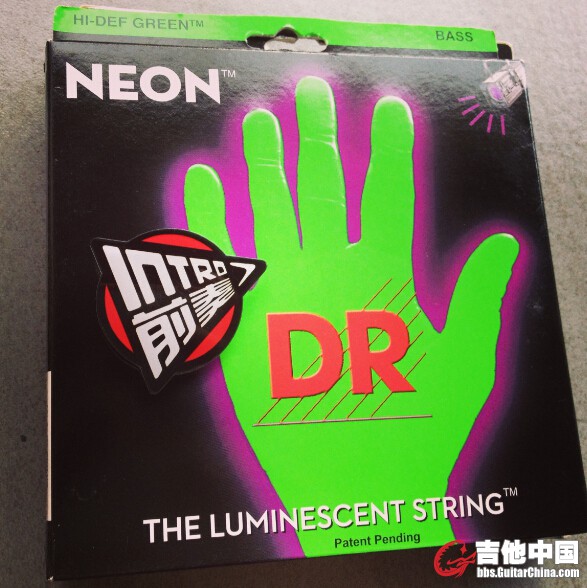 HI-DEF GREEN™
BASS
NEON™
INTRO
前奏
DR
THE LUMINESCENT STRING™
Patent Pending
吉他中国
bbs.GuitarChina.com